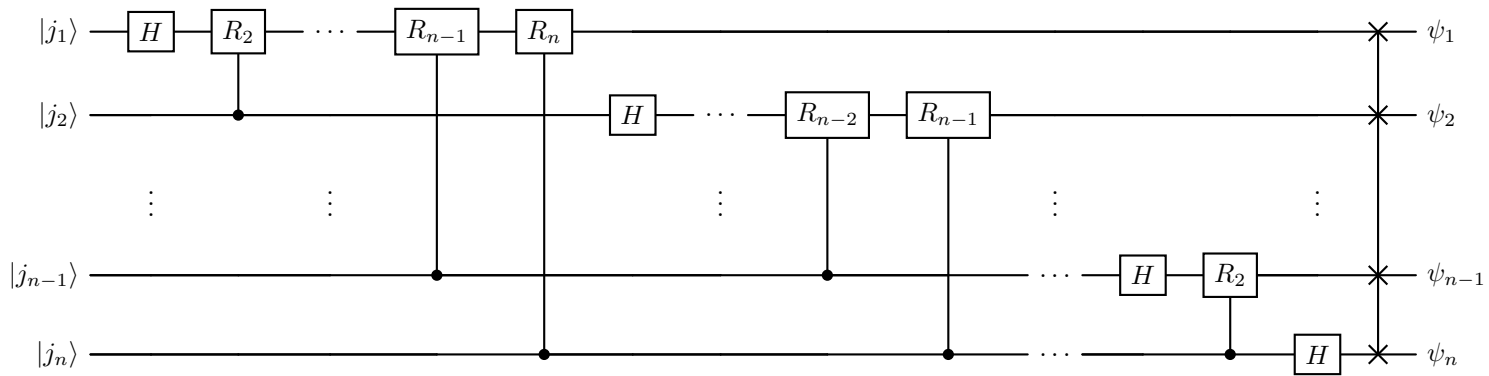 |j₁⟩ H R₂ ··· Rₙ₋₁ Rₙ ψ₁
|j₂⟩ H ··· Rₙ₋₂ Rₙ₋₁ ψ₂
⋮ ⋮ ⋮ ⋮ ⋮
|jₙ₋₁⟩ ··· H R₂ ψₙ₋₁
|jₙ⟩ ··· H ψₙ